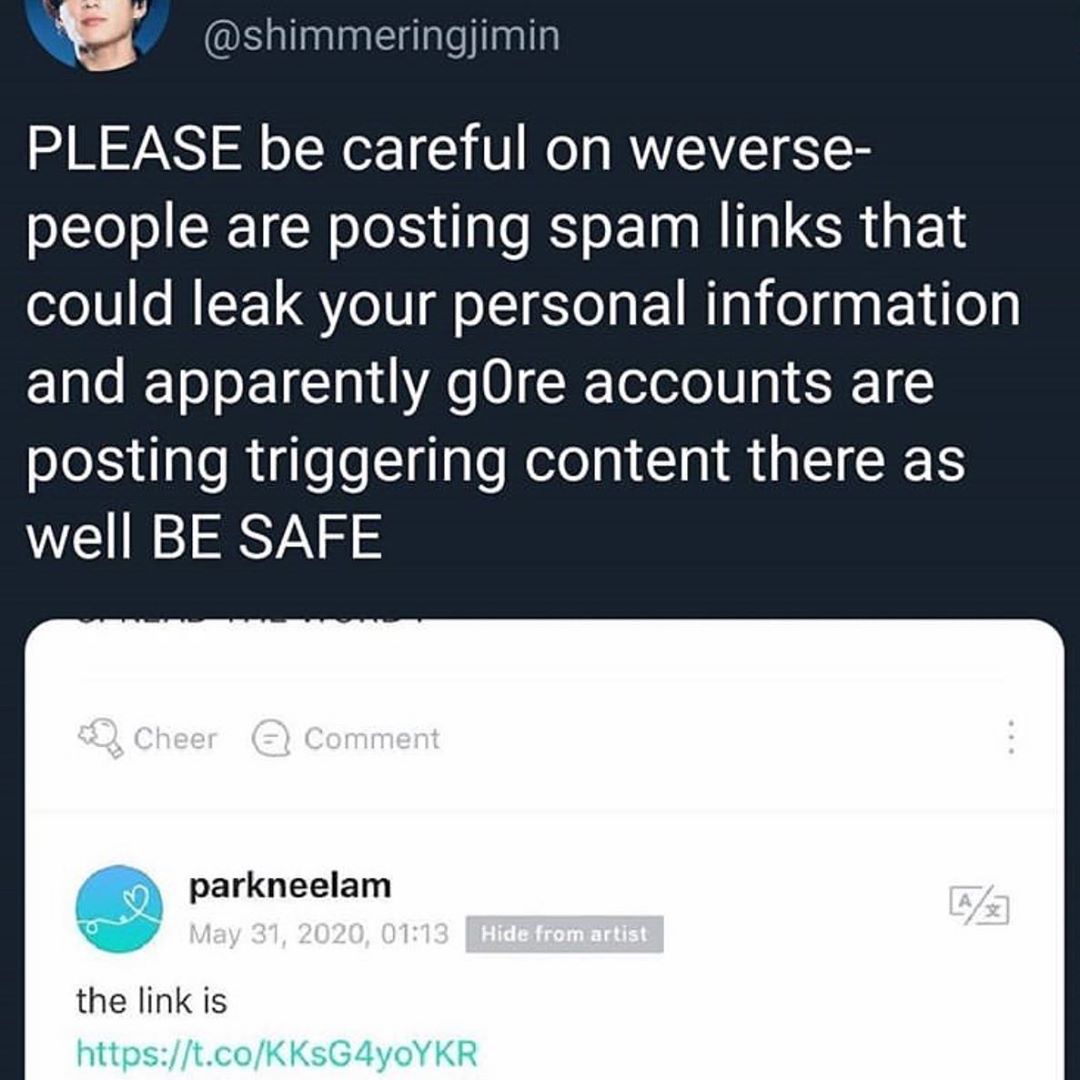 @shimmeringjimin
PLEASE be careful on weverse-
people are posting spam links that
could leak your personal information
and apparently g0re accounts are
posting triggering content there as
well BE SAFE
Cheer Comment
parkneelam
May 31, 2020, 01:13 Hide from artist
the link is
https://t.co/KKsG4yoYKR